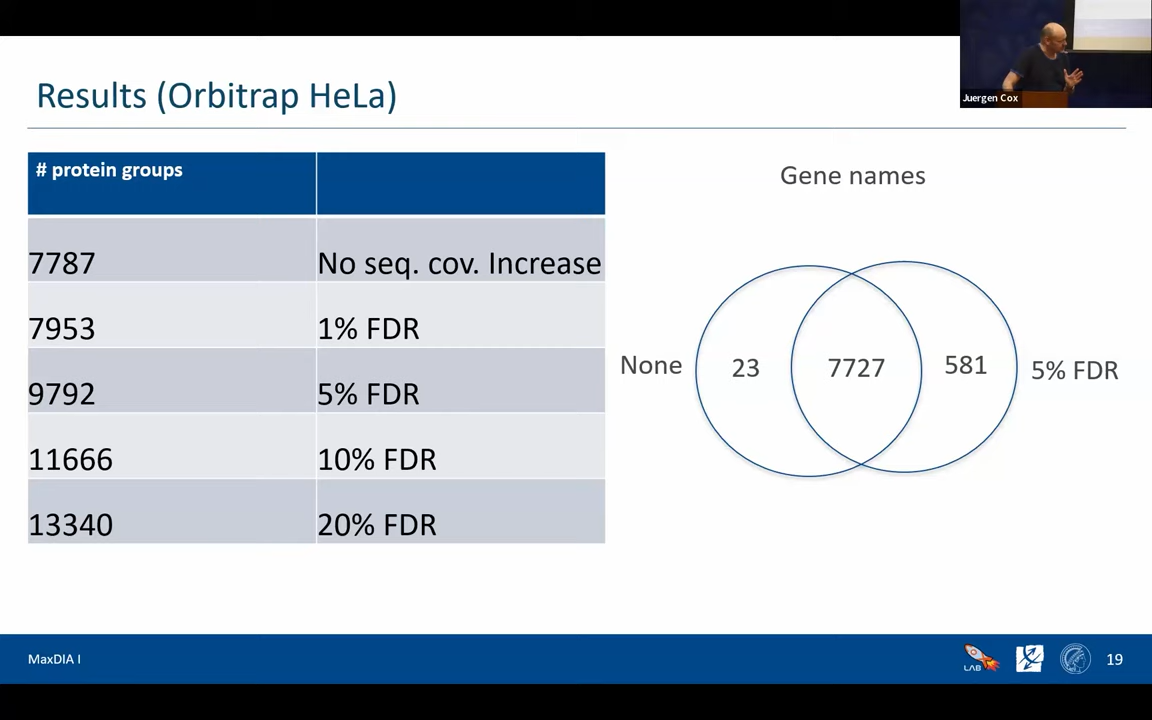 Juergen Cox
Results (Orbitrap HeLa)
# protein groups
7787 No seq. cov. Increase
7953 1% FDR
9792 5% FDR
11666 10% FDR
13340 20% FDR
Gene names
None 23 7727 581 5% FDR
MaxDIA I
LAB
19